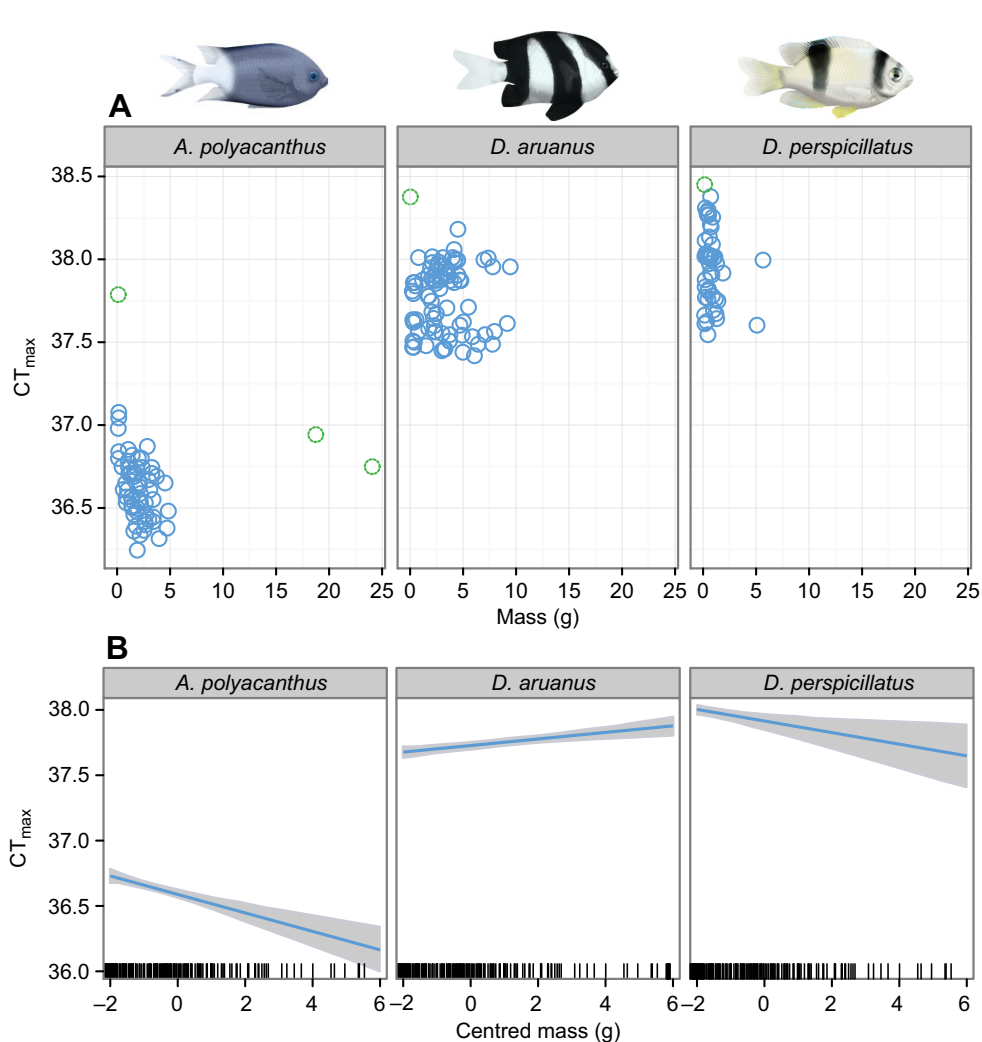 A
A. polyacanthus D. aruanus D. perspicillatus
38.5
38.0
37.5
37.0
36.5
CTmax
0 5 10 15 20 25 0 5 10 15 20 25 0 5 10 15 20 25
Mass (g)
B
A. polyacanthus D. aruanus D. perspicillatus
38.0
37.5
37.0
36.5
36.0
CTmax
–2 0 2 4 6 –2 0 2 4 6 –2 0 2 4 6
Centred mass (g)